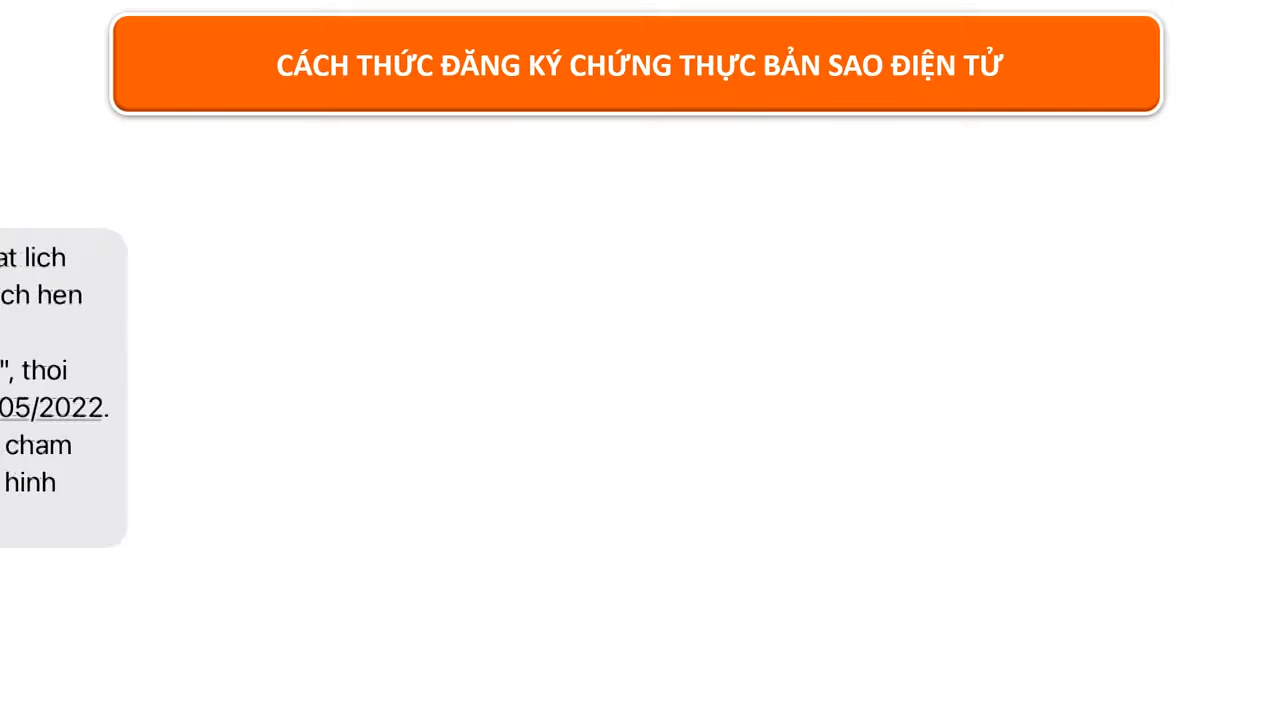 CÁCH THỨC ĐĂNG KÝ CHỨNG THỰC BẢN SAO ĐIỆN TỬ
at lich
ch hen
", thoi
05/2022.
cham
hinh